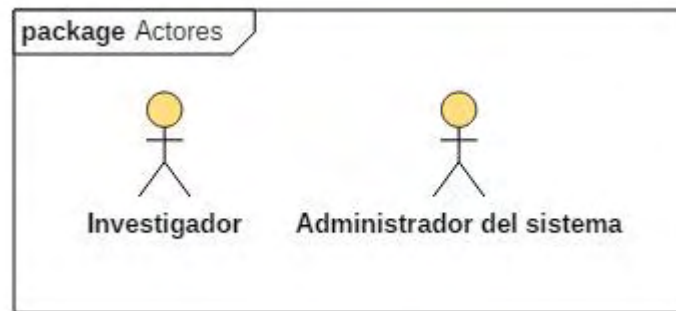 package Actores
Investigador
Administrador del sistema